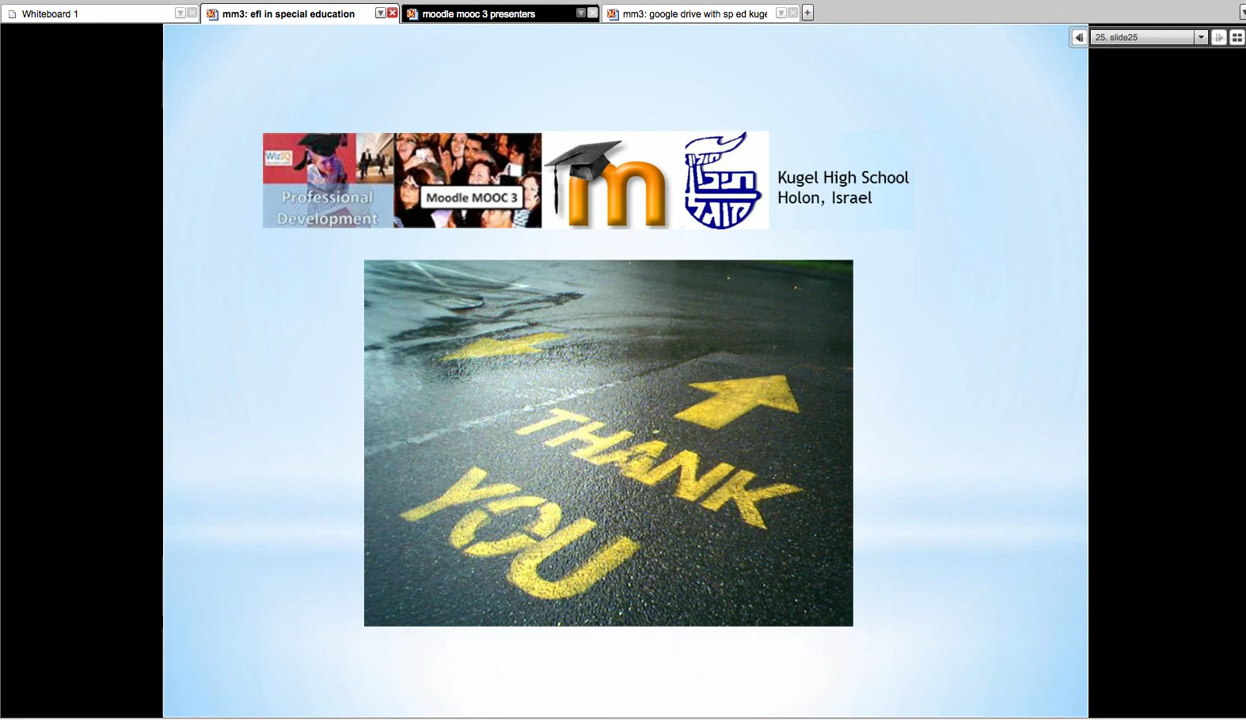 Whiteboard 1
mm3: efl in special education
moodle mooc 3 presenters
mm3: google drive with sp ed kuge
25. slide25
WizIQ
Professional
Development
Moodle MOOC 3
m
Kugel High School
Holon, Israel
THANK
YOU